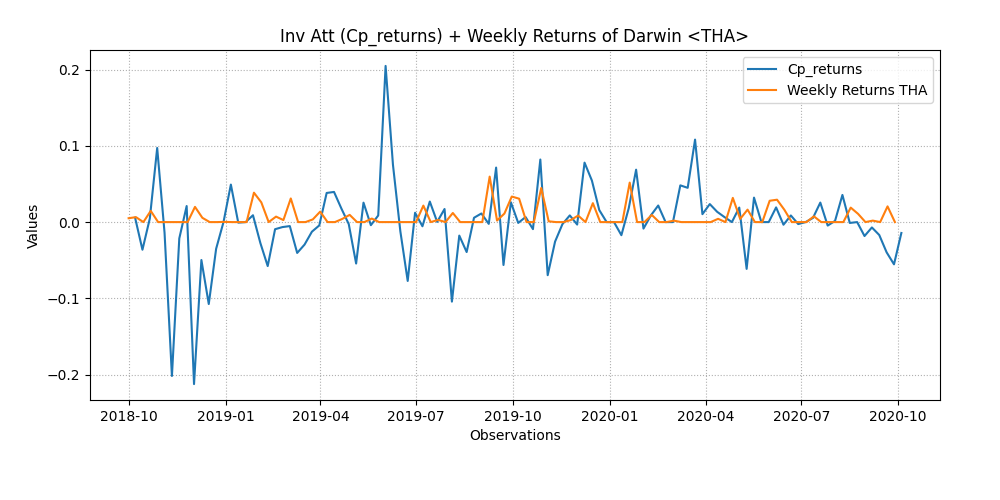 Inv Att (Cp_returns) + Weekly Returns of Darwin <THA>
Cp_returns
Weekly Returns THA
Values
0.2
0.1
0.0
−0.1
−0.2
2018-10 2019-01 2019-04 2019-07 2019-10 2020-01 2020-04 2020-07 2020-10
Observations